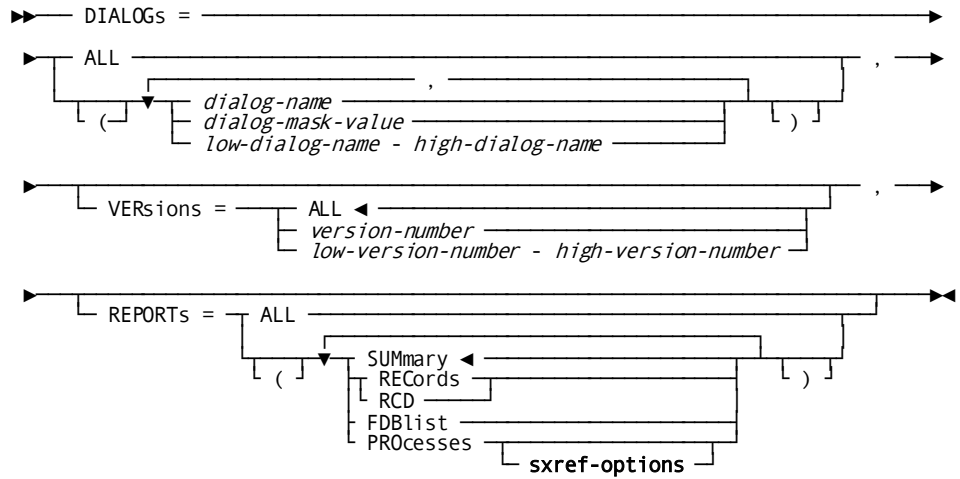 DIALOGs =
ALL ,
,
( dialog-name )
dialog-mask-value
low-dialog-name - high-dialog-name
,
VERsions = ALL ◄
version-number
low-version-number - high-version-number
REPORTs = ALL
( SUMmary ◄ )
RECords
RCD
FDBlist
PROcesses
sxref-options